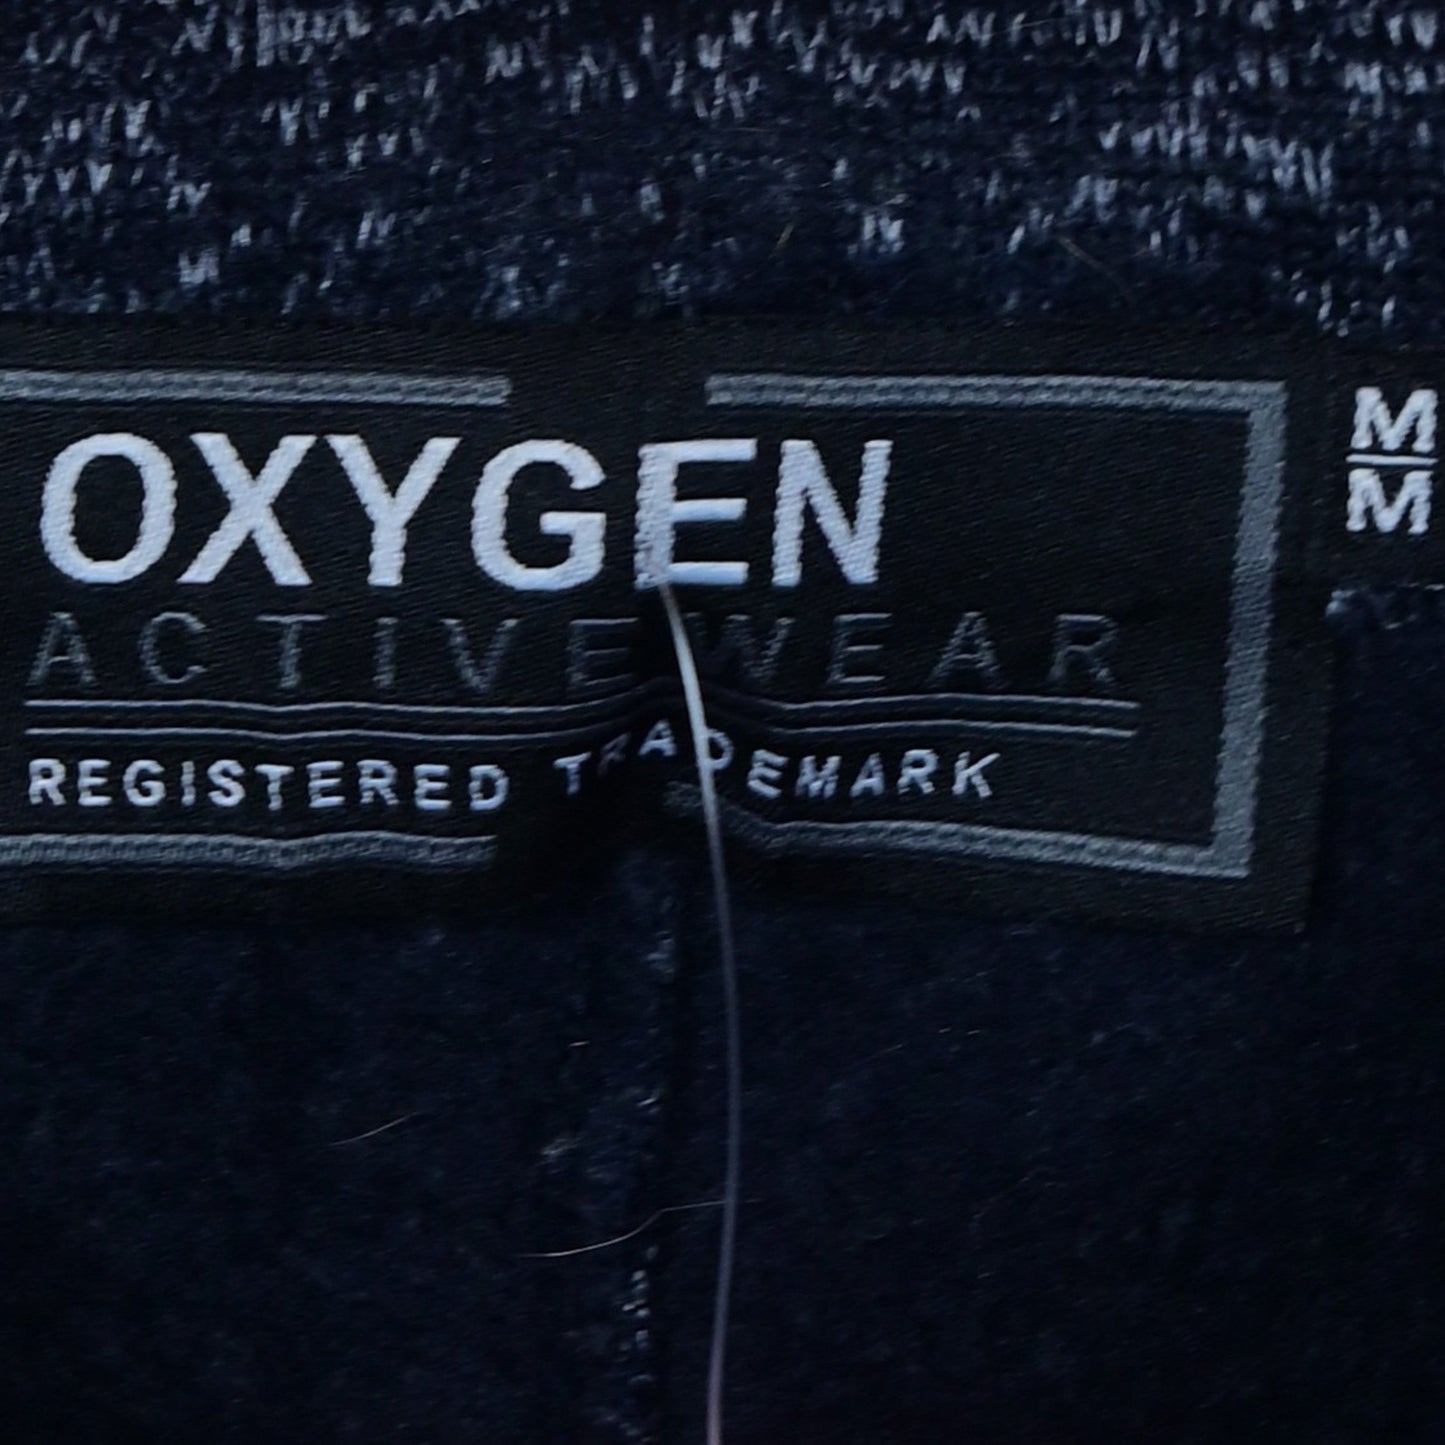 OXYGEN
ACTIVEWEAR
REGISTERED TRADEMARK
M
M